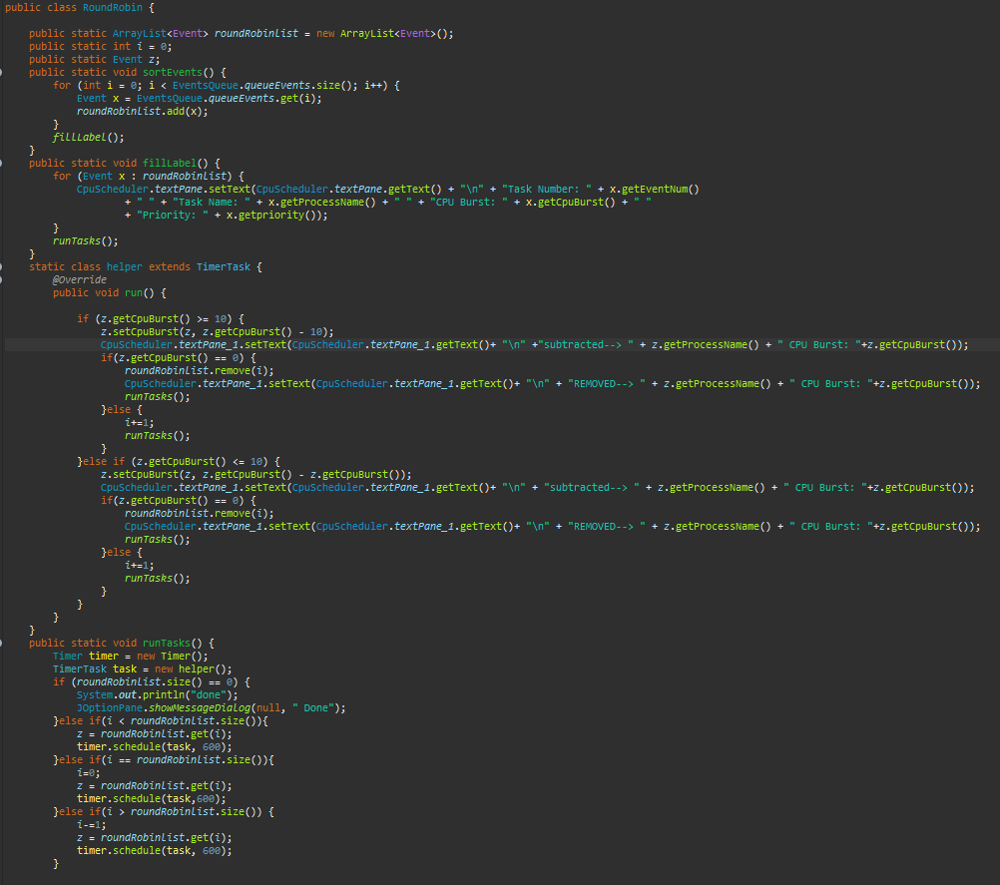 public class RoundRobin {
public static ArrayList<Event> roundRobinList = new ArrayList<Event>();
public static int i = 0;
public static Event z;
public static void sortEvents() {
for (int i = 0; i < EventsQueue.queueEvents.size(); i++) {
Event x = EventsQueue.queueEvents.get(i);
roundRobinList.add(x);
}
fillLabel();
}
public static void fillLabel() {
for (Event x : roundRobinList) {
CpuScheduler.textPane.setText(CpuScheduler.textPane.getText() + "\n" + "Task Number: " + x.getEventNum()
+ " " + "Task Name: " + x.getProcessName() + " " + "CPU Burst: " + x.getCpuBurst() + " "
+ "Priority: " + x.getpriority());
}
runTasks();
}
static class helper extends TimerTask {
@Override
public void run() {
if (z.getCpuBurst() >= 10) {
z.setCpuBurst(z, z.getCpuBurst() - 10);
CpuScheduler.textPane_1.setText(CpuScheduler.textPane_1.getText()+ "\n" +"subtracted--> " + z.getProcessName() + " CPU Burst: "+z.getCpuBurst());
if(z.getCpuBurst() == 0) {
roundRobinList.remove(i);
CpuScheduler.textPane_1.setText(CpuScheduler.textPane_1.getText()+ "\n" + "REMOVED--> " + z.getProcessName() + " CPU Burst: "+z.getCpuBurst());
runTasks();
}else {
i+=1;
runTasks();
}
}else if (z.getCpuBurst() <= 10) {
z.setCpuBurst(z, z.getCpuBurst() - z.getCpuBurst());
CpuScheduler.textPane_1.setText(CpuScheduler.textPane_1.getText()+ "\n" + "subtracted--> " + z.getProcessName() + " CPU Burst: "+z.getCpuBurst());
if(z.getCpuBurst() == 0) {
roundRobinList.remove(i);
CpuScheduler.textPane_1.setText(CpuScheduler.textPane_1.getText()+ "\n" + "REMOVED--> " + z.getProcessName() + " CPU Burst: "+z.getCpuBurst());
runTasks();
}else {
i+=1;
runTasks();
}
}
}
}
public static void runTasks() {
Timer timer = new Timer();
TimerTask task = new helper();
if (roundRobinList.size() == 0) {
System.out.println("done");
JOptionPane.showMessageDialog(null, " Done");
}else if(i < roundRobinList.size()){
z = roundRobinList.get(i);
timer.schedule(task, 600);
}else if(i == roundRobinList.size()){
i=0;
z = roundRobinList.get(i);
timer.schedule(task,600);
}else if(i > roundRobinList.size()) {
i-=1;
z = roundRobinList.get(i);
timer.schedule(task, 600);
}